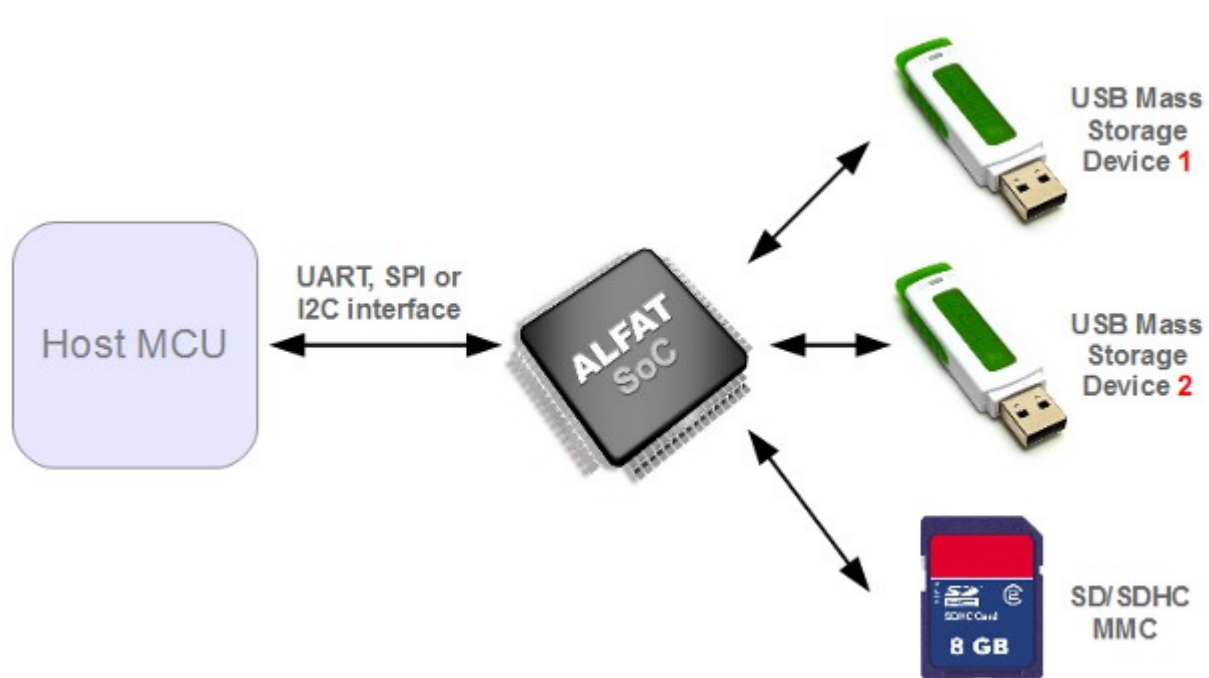 Host MCU
UART, SPI or
I2C interface
ALFAT
SoC
USB Mass
Storage
Device 1
USB Mass
Storage
Device 2
SDHC Card
8 GB
SD/SDHC
MMC